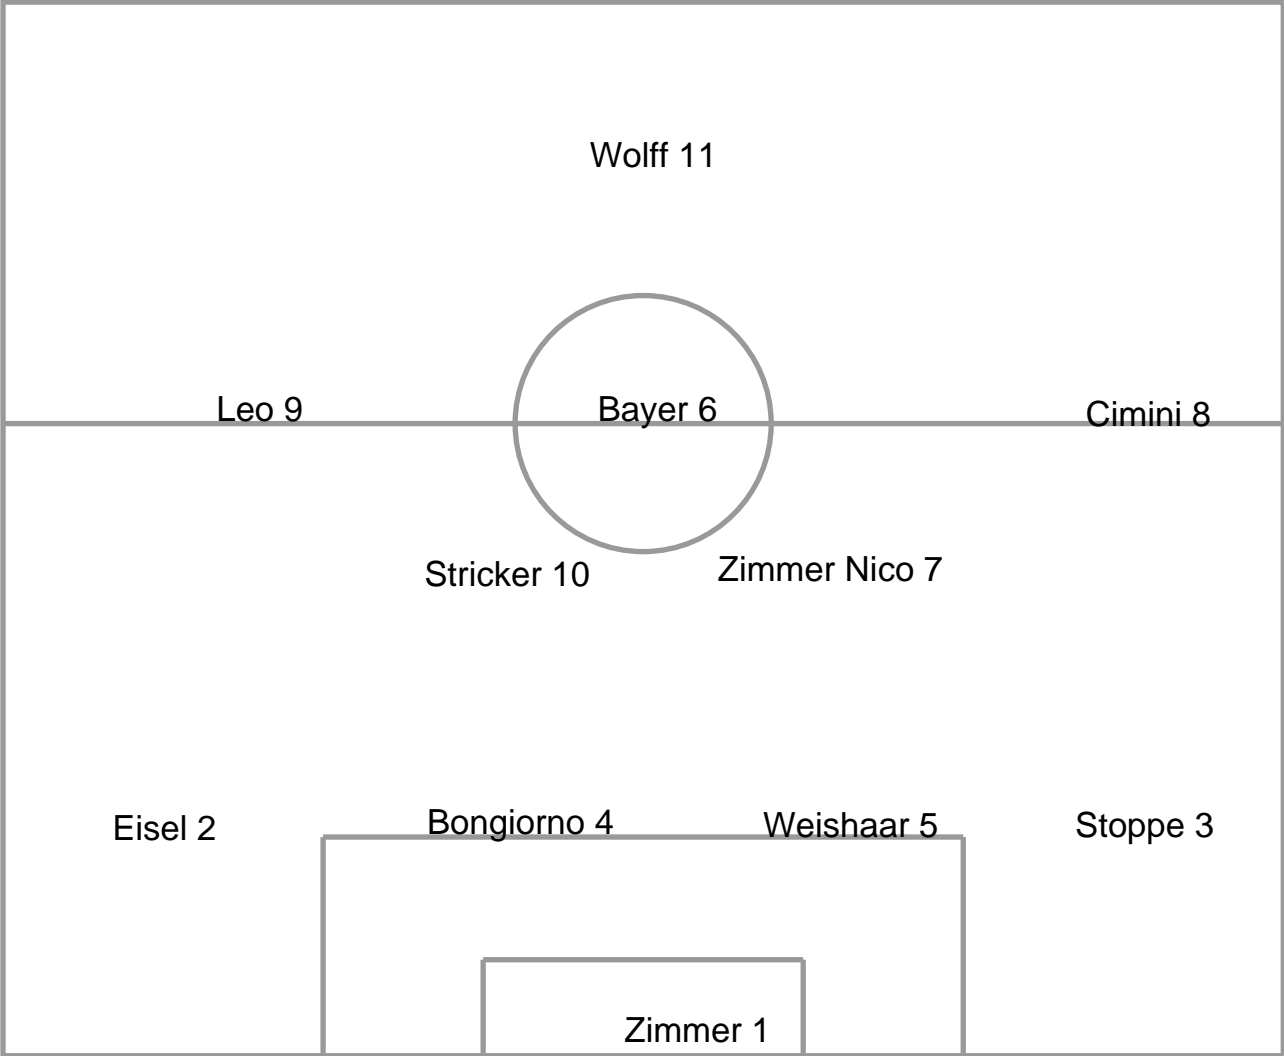 Wolff 11
Leo 9
Bayer 6
Cimini 8
Stricker 10
Zimmer Nico 7
Eisel 2
Bongiorno 4
Weishaar 5
Stoppe 3
Zimmer 1